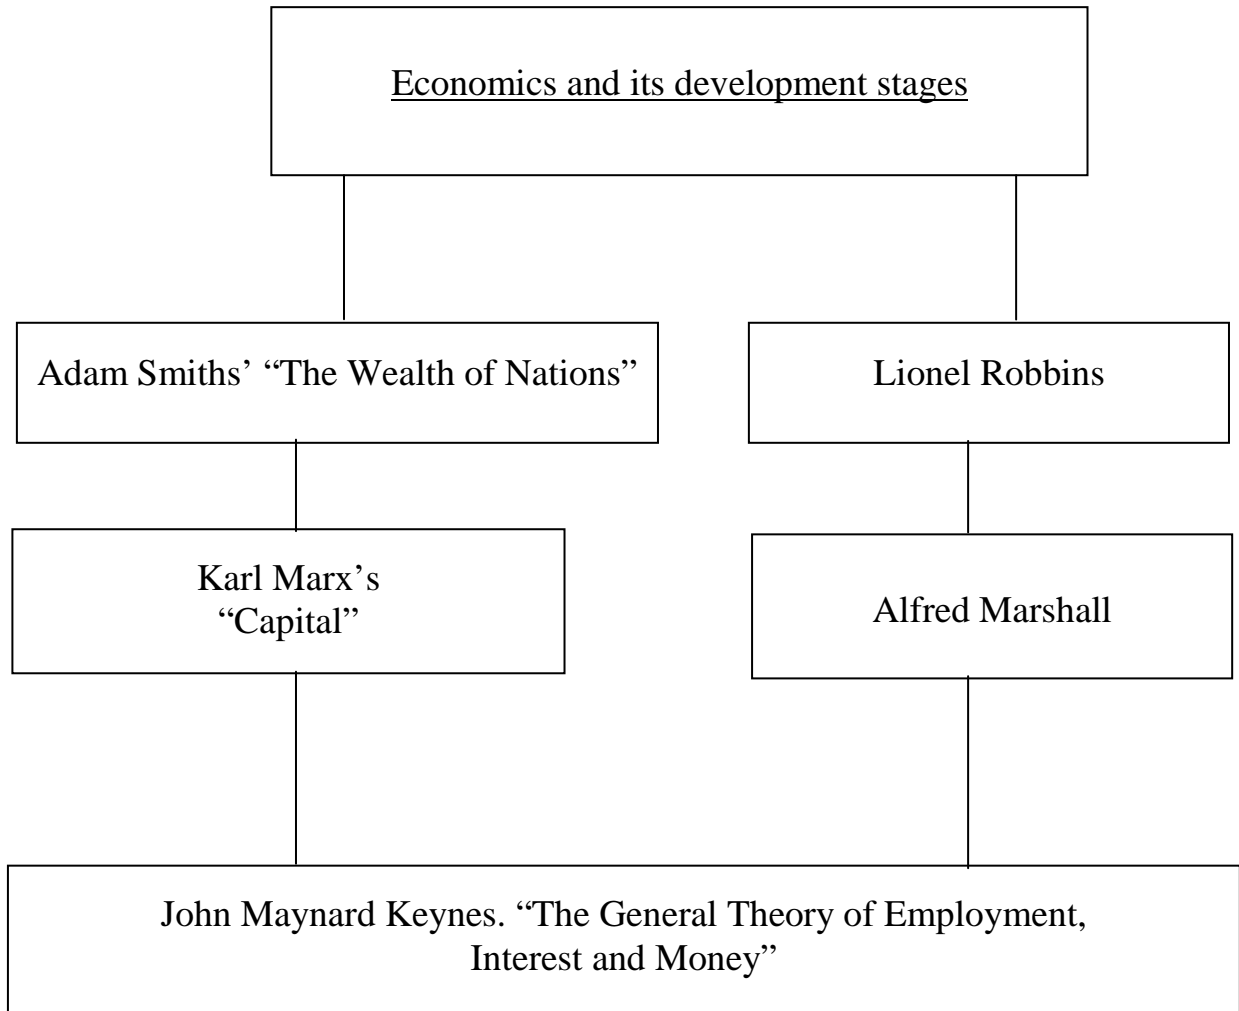 Economics and its development stages
Adam Smiths’ “The Wealth of Nations”
Lionel Robbins
Karl Marx’s
“Capital”
Alfred Marshall
John Maynard Keynes. “The General Theory of Employment,
Interest and Money”